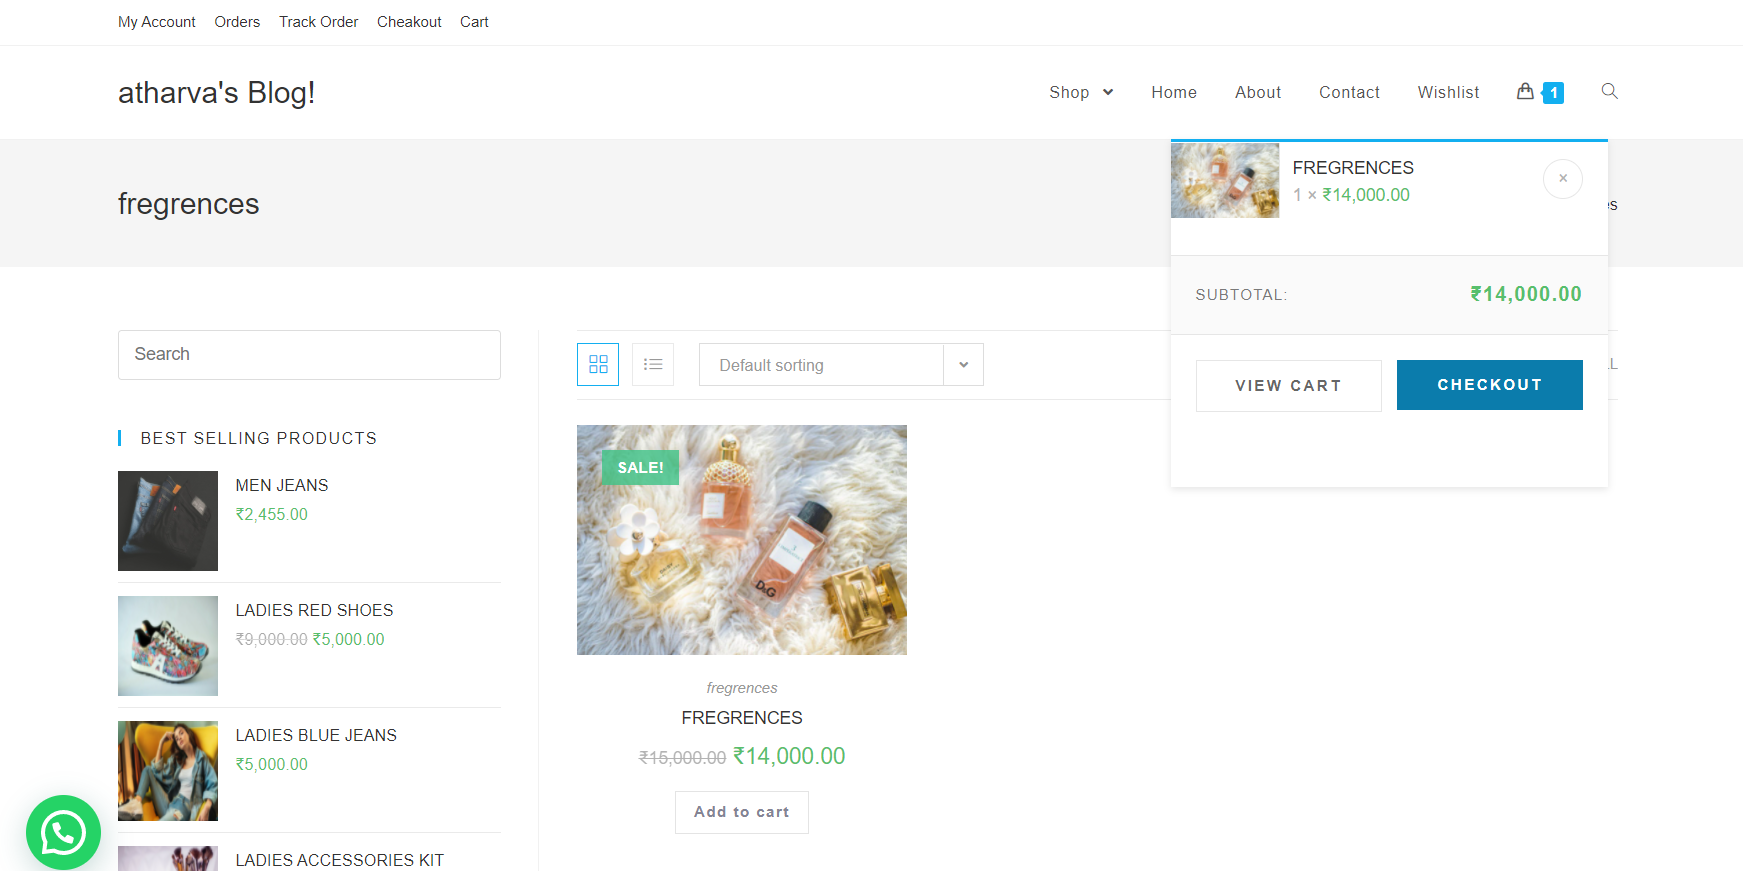 My Account Orders Track Order Cheakout Cart
atharva's Blog!
Shop Home About Contact Wishlist 1
fregrences
FREGRENCES
1 × ₹14,000.00
×
es
SUBTOTAL: ₹14,000.00
VIEW CART CHECKOUT
Search
Default sorting
LL
BEST SELLING PRODUCTS
MEN JEANS
₹2,455.00
LADIES RED SHOES
₹9,000.00 ₹5,000.00
LADIES BLUE JEANS
₹5,000.00
LADIES ACCESSORIES KIT
SALE!
D&G
fregrences
FREGRENCES
₹15,000.00 ₹14,000.00
Add to cart